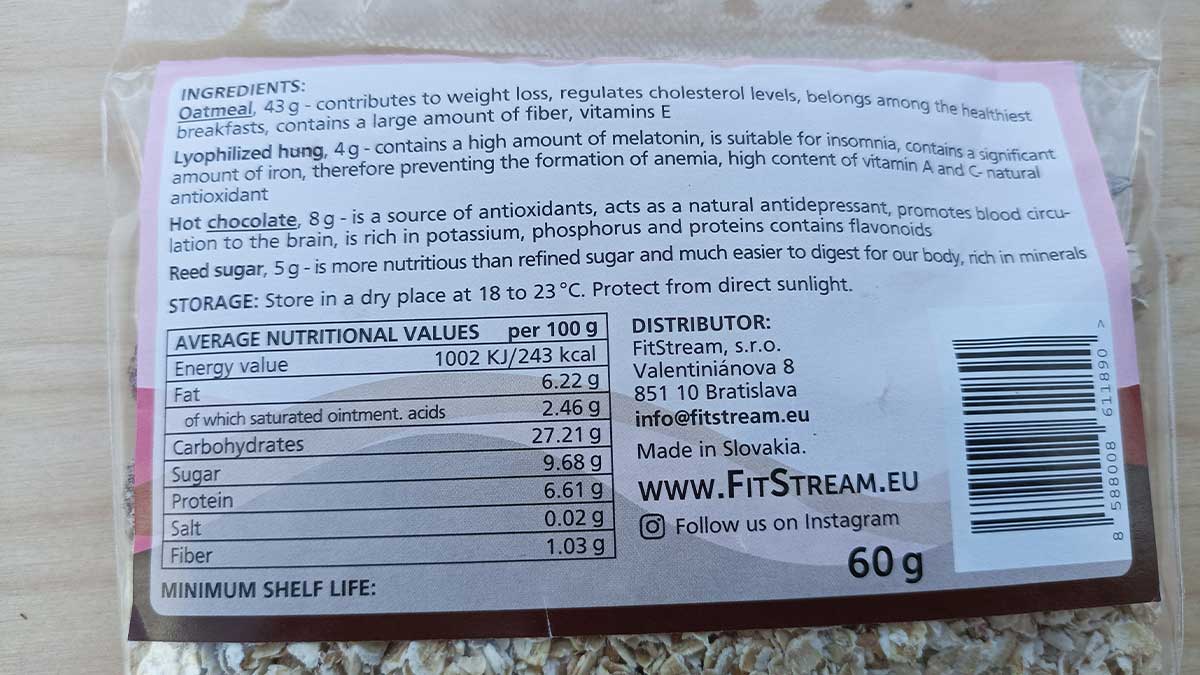 INGREDIENTS:
Oatmeal, 43 g - contributes to weight loss, regulates cholesterol levels, belongs among the healthiest
breakfasts, contains a large amount of fiber, vitamins E
Lyophilized hung, 4 g - contains a high amount of melatonin, is suitable for insomnia, contains a significant
amount of iron, therefore preventing the formation of anemia, high content of vitamin A and C- natural
antioxidant
Hot chocolate, 8 g - is a source of antioxidants, acts as a natural antidepressant, promotes blood circu-
lation to the brain, is rich in potassium, phosphorus and proteins contains flavonoids
Reed sugar, 5 g - is more nutritious than refined sugar and much easier to digest for our body, rich in minerals
STORAGE: Store in a dry place at 18 to 23 °C. Protect from direct sunlight.
AVERAGE NUTRITIONAL VALUES per 100 g
Energy value 1002 KJ/243 kcal
Fat 6.22 g
of which saturated ointment. acids 2.46 g
Carbohydrates 27.21 g
Sugar 9.68 g
Protein 6.61 g
Salt 0.02 g
Fiber 1.03 g
MINIMUM SHELF LIFE:
DISTRIBUTOR:
FitStream, s.r.o.
Valentiniánova 8
851 10 Bratislava
info@fitstream.eu
Made in Slovakia.
WWW.FITSTREAM.EU
Follow us on Instagram
60 g
8 588008 611890 >